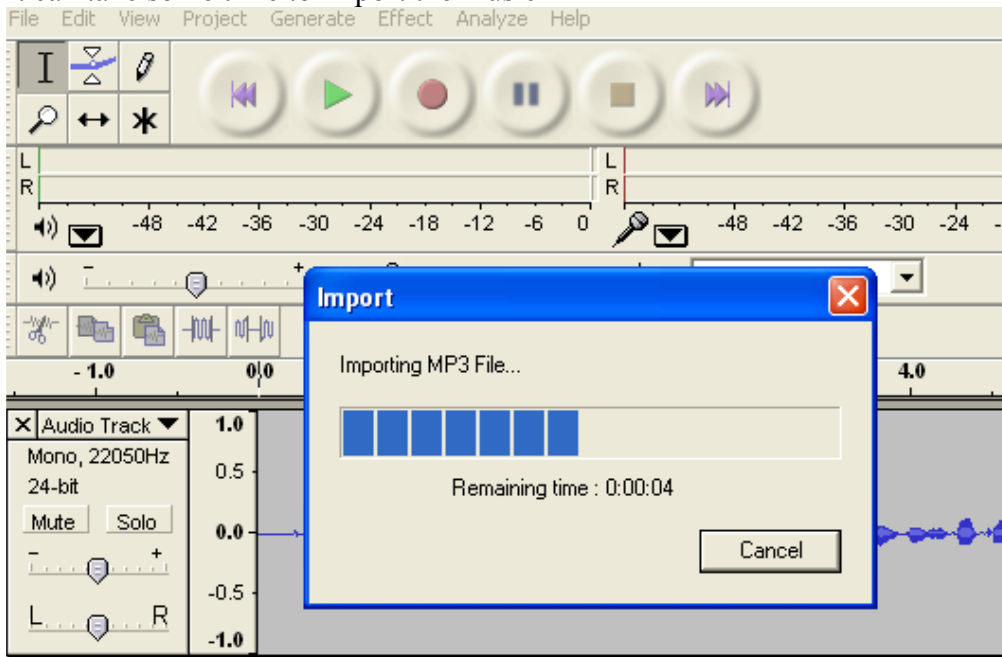 File Edit View Project Generate Effect Analyze Help
L
R
-48 -42 -36 -30 -24 -18 -12 -6 0
L
R
-48 -42 -36 -30 -24 -
- +
Import
- 1.0 0,0 4.0
Importing MP3 File...
Remaining time : 0:00:04
Cancel
Audio Track
Mono, 22050Hz
24-bit
Mute Solo
- +
L R
1.0
0.5
0.0
-0.5
-1.0